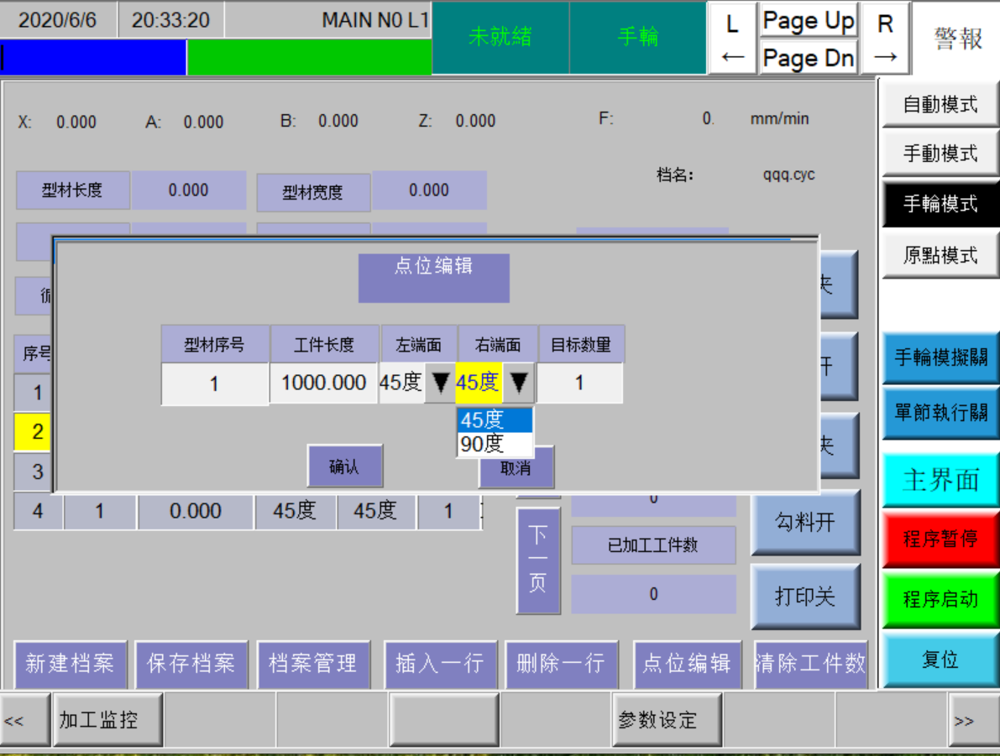 2020/6/6 20:33:20 MAIN N0 L1 未就緒 手輪 L Page Up R 警報
← Page Dn →
X: 0.000 A: 0.000 B: 0.000 Z: 0.000 F: 0. mm/min
型材长度 0.000 型材宽度 0.000 档名: qqq.cyc
点位编辑
型材序号 工件长度 左端面 右端面 目标数量
1 1000.000 45度 ▼ 45度 ▼ 1
45度
90度
确认 取消
序号
1
2
3
4 1 0.000 45度 45度 1
下一页
0
已加工工件数
0
夹
开
夹
勾料开
打印关
新建档案 保存档案 档案管理 插入一行 删除一行 点位编辑 清除工件数
自動模式
手動模式
手輪模式
原點模式
手輪模擬關
單節執行關
主界面
程序暂停
程序启动
复位
<< 加工监控 参数设定 >>